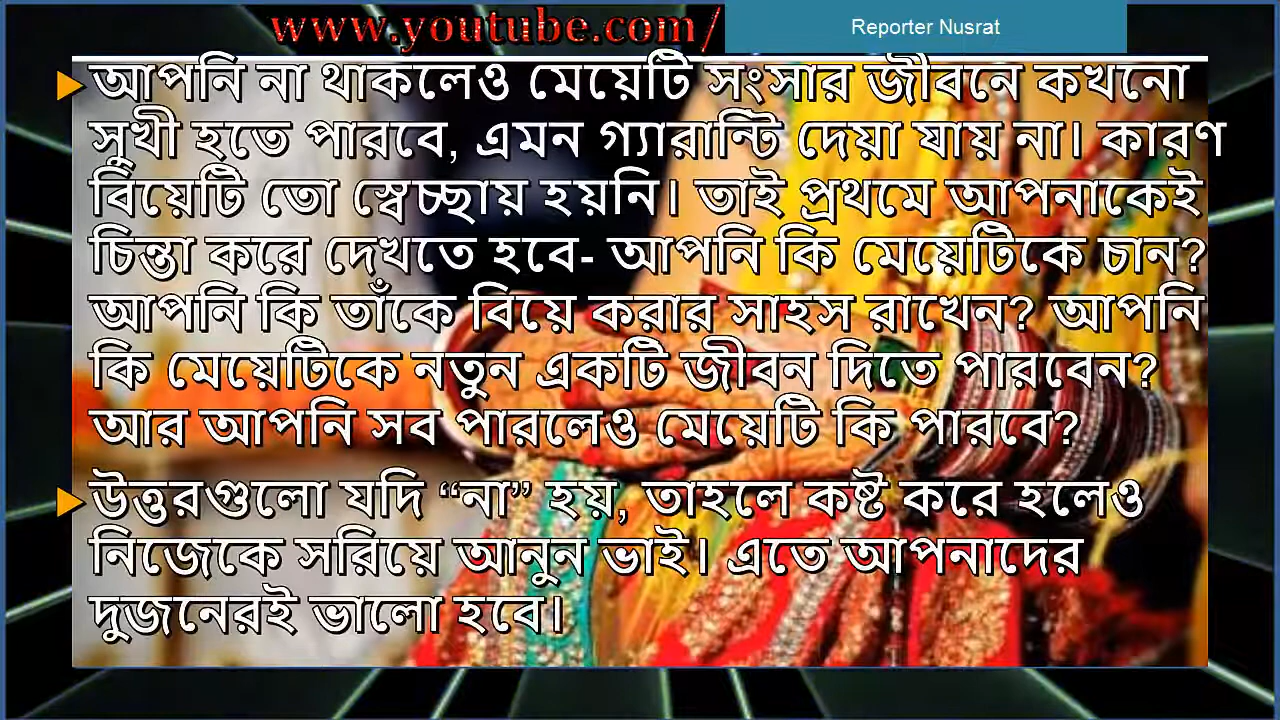 www.youtube.com/
Reporter Nusrat
আপনি না থাকলেও মেয়েটি সংসার জীবনে কখনো
সুখী হতে পারবে, এমন গ্যারান্টি দেয়া যায় না। কারণ
বিয়েটি তো স্বেচ্ছায় হয়নি। তাই প্রথমে আপনাকেই
চিন্তা করে দেখতে হবে- আপনি কি মেয়েটিকে চান?
আপনি কি তাঁকে বিয়ে করার সাহস রাখেন? আপনি
কি মেয়েটিকে নতুন একটি জীবন দিতে পারবেন?
আর আপনি সব পারলেও মেয়েটি কি পারবে?
উত্তরগুলো যদি “না” হয়, তাহলে কষ্ট করে হলেও
নিজেকে সরিয়ে আনুন ভাই। এতে আপনাদের
দুজনেরই ভালো হবে।